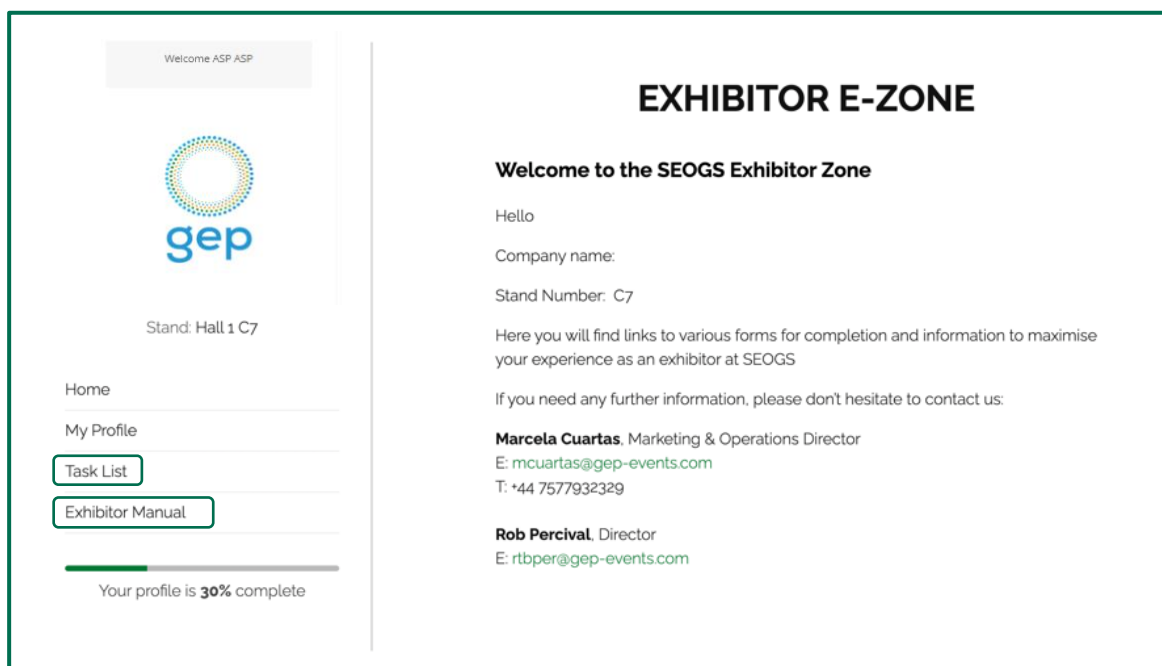 Welcome ASP ASP
gep
Stand: Hall 1 C7
Home
My Profile
Task List
Exhibitor Manual
Your profile is 30% complete
EXHIBITOR E-ZONE
Welcome to the SEOGS Exhibitor Zone
Hello
Company name:
Stand Number: C7
Here you will find links to various forms for completion and information to maximise
your experience as an exhibitor at SEOGS
If you need any further information, please don't hesitate to contact us:
Marcela Cuartas, Marketing & Operations Director
E: mcuartas@gep-events.com
T: +44 7577932329
Rob Percival, Director
E: rtbper@gep-events.com